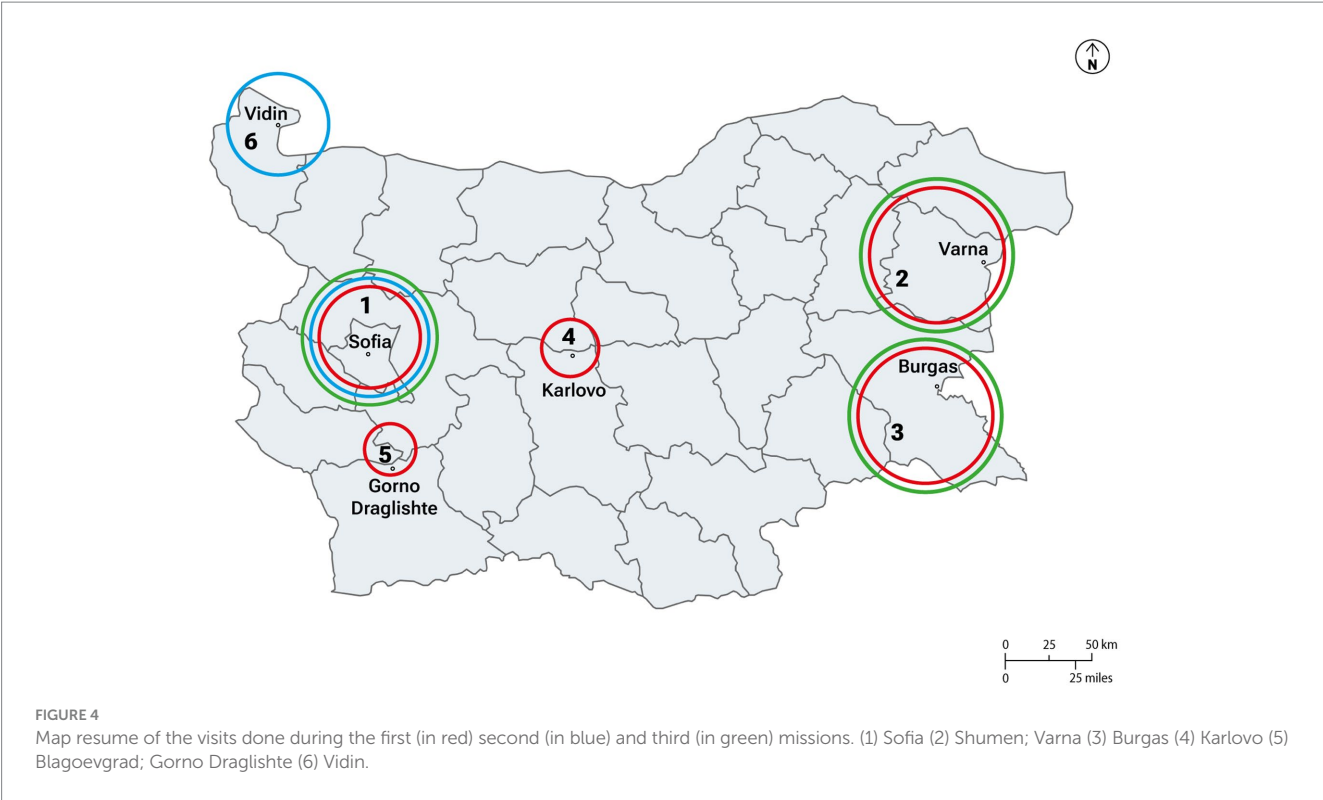 N
Vidin
6
1
Sofia
2
Varna
4
Karlovo
Burgas
3
5
Gorno
Draglishte
0 25 50 km
0 25 miles
FIGURE 4
Map resume of the visits done during the first (in red) second (in blue) and third (in green) missions. (1) Sofia (2) Shumen; Varna (3) Burgas (4) Karlovo (5)
Blagoevgrad; Gorno Draglishte (6) Vidin.